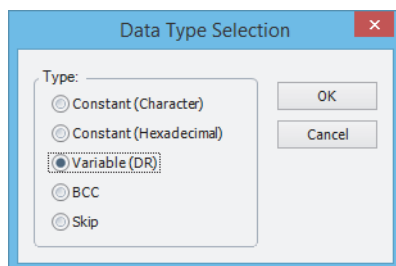 Data Type Selection
Type:
Constant (Character)
Constant (Hexadecimal)
Variable (DR)
BCC
Skip
OK
Cancel